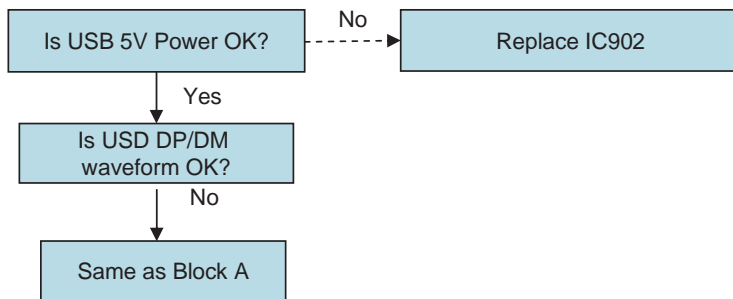 Is USB 5V Power OK?
No
Replace IC902
Yes
Is USD DP/DM
waveform OK?
No
Same as Block A